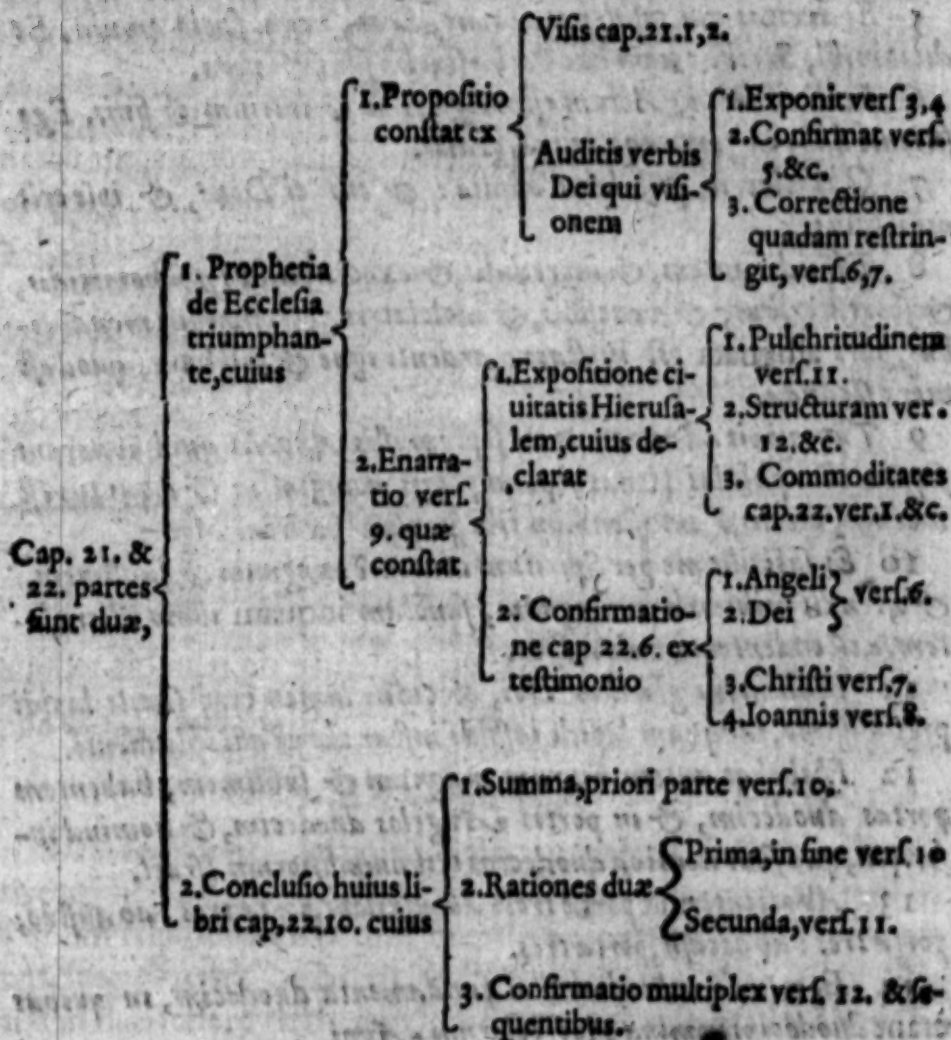 Cap. 21. &
22. partes
sunt duæ,
1. Prophetia
de Ecclesia
triumphan-
te, cuius
1. Propositio
constat ex
Visis cap. 21. 1, 2.
Auditis verbis
Dei qui visi-
onem
1. Exponit vers. 3, 4
2. Confirmat vers.
5. &c.
3. Correctione
quadam restrin-
git, vers. 6, 7.
2. Enarra-
tio vers.
9. quæ
constat
1. Expositione ci-
uitatis Hierusa-
lem, cuius de-
clarat
1. Pulchritudinem
vers. 11.
2. Structuram ver.
12. &c.
3. Commoditates
cap. 22. ver. 1. &c.
2. Confirmatio-
ne cap 22. 6. ex
testimonio
1. Angeli
2. Dei
vers. 6.
3. Christi vers. 7.
4. Ioannis vers. 8.
2. Conclusio huius li-
bri cap, 22. 10. cuius
1. Summa, priori parte vers. 10.
2. Rationes duæ
Prima, in fine vers. 10
Secunda, vers. 11.
3. Confirmatio multiplex vers. 12. & se-
quentibus.